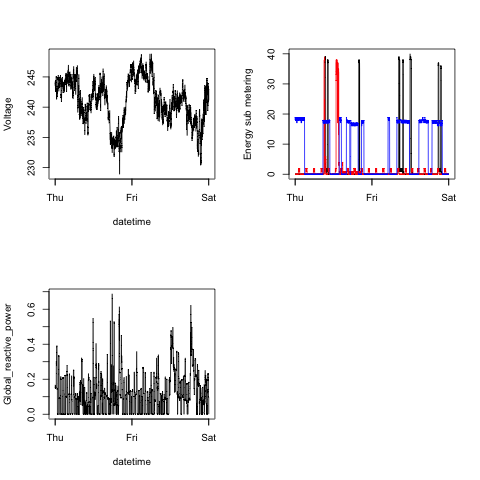 Voltage
245
240
235
230
Thu Fri Sat
datetime
Energy sub metering
40
30
20
10
0
Thu Fri Sat
Global_reactive_power
0.6
0.4
0.2
0.0
Thu Fri Sat
datetime